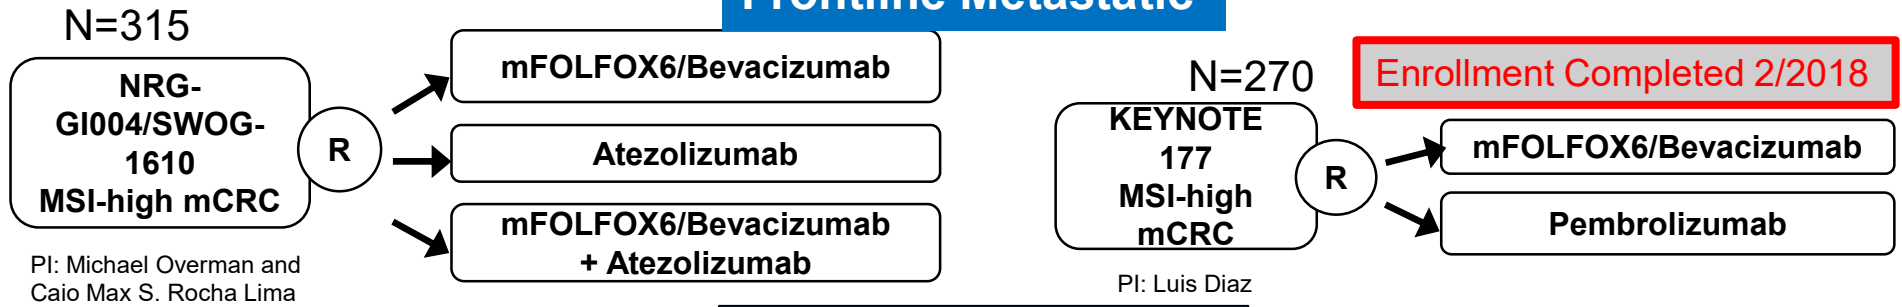 Frontline Metastatic
N=315
NRG-
GI004/SWOG-
1610
MSI-high mCRC
R
mFOLFOX6/Bevacizumab
Atezolizumab
mFOLFOX6/Bevacizumab
+ Atezolizumab
PI: Michael Overman and
Caio Max S. Rocha Lima
N=270
Enrollment Completed 2/2018
KEYNOTE
177
MSI-high
mCRC
R
mFOLFOX6/Bevacizumab
Pembrolizumab
PI: Luis Diaz